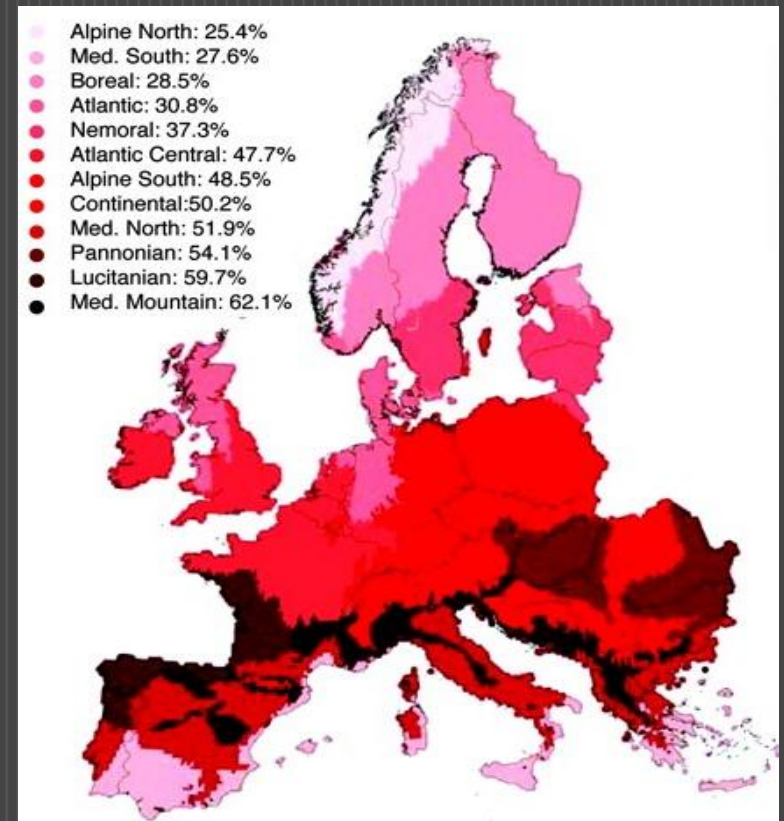 Alpine North: 25.4%
Med. South: 27.6%
Boreal: 28.5%
Atlantic: 30.8%
Nemoral: 37.3%
Atlantic Central: 47.7%
Alpine South: 48.5%
Continental:50.2%
Med. North: 51.9%
Pannonian: 54.1%
Lucitanian: 59.7%
Med. Mountain: 62.1%